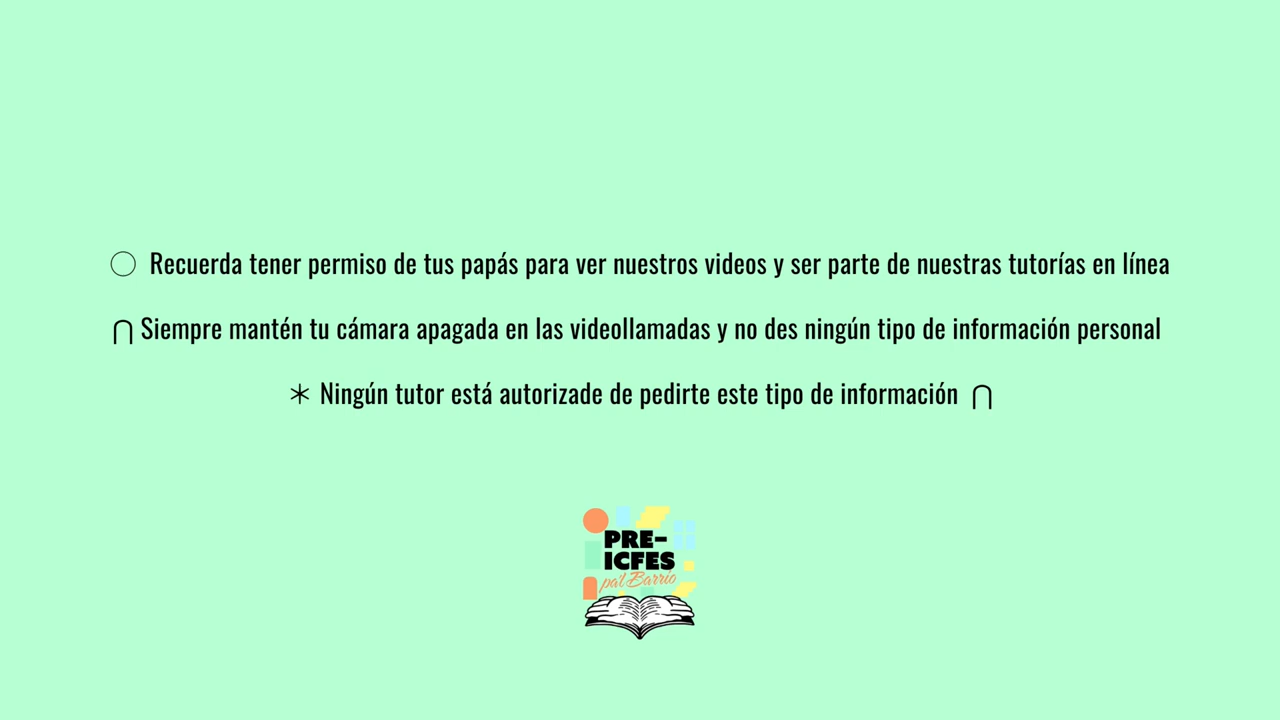 ◯ Recuerda tener permiso de tus papás para ver nuestros videos y ser parte de nuestras tutorías en línea
⋂ Siempre mantén tu cámara apagada en las videollamadas y no des ningún tipo de información personal
＊ Ningún tutor está autorizade de pedirte este tipo de información ⋂
PRE-
ICFES
pa'l Barrio